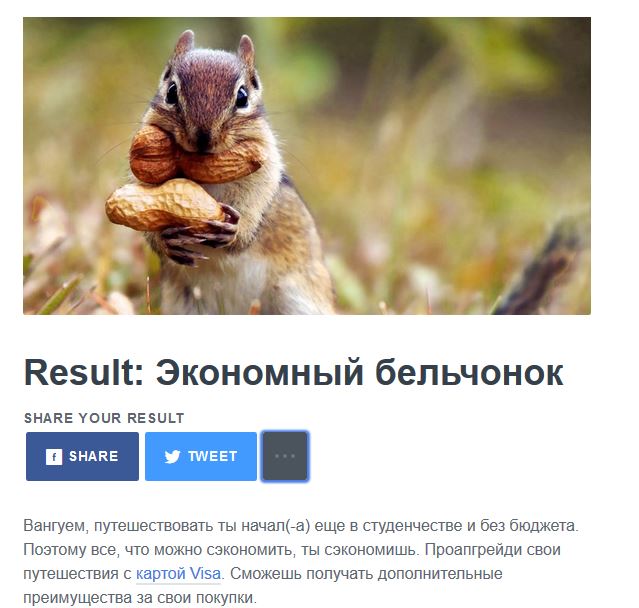 Result: Экономный бельчонок
SHARE YOUR RESULT
f SHARE
TWEET
...
Вангуем, путешествовать ты начал(-а) еще в студенчестве и без бюджета.
Поэтому все, что можно сэкономить, ты сэкономишь. Проапгрейди свои
путешествия с картой Visa. Сможешь получать дополнительные
преимущества за свои покупки.